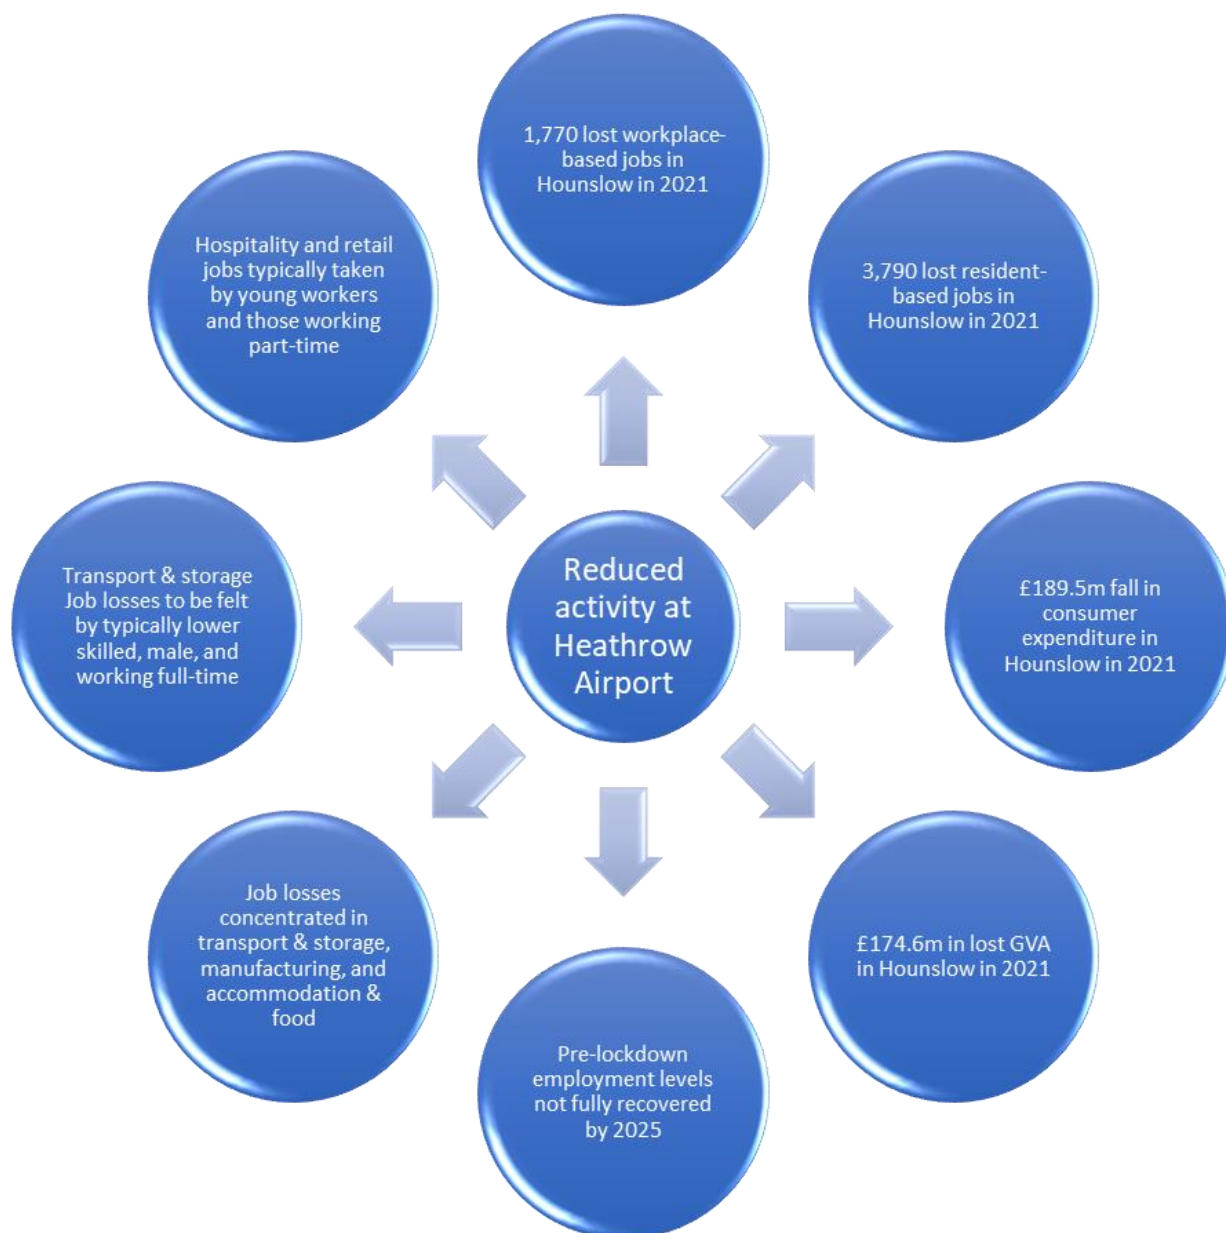 1,770 lost workplace-
based jobs in
Hounslow in 2021
3,790 lost resident-
based jobs in
Hounslow in 2021
£189.5m fall in
consumer
expenditure in
Hounslow in 2021
£174.6m in lost GVA
in Hounslow in 2021
Pre-lockdown
employment levels
not fully recovered
by 2025
Job losses
concentrated in
transport & storage,
manufacturing, and
accommodation &
food
Transport & storage
Job losses to be felt
by typically lower
skilled, male, and
working full-time
Hospitality and retail
jobs typically taken
by young workers
and those working
part-time
Reduced
activity at
Heathrow
Airport